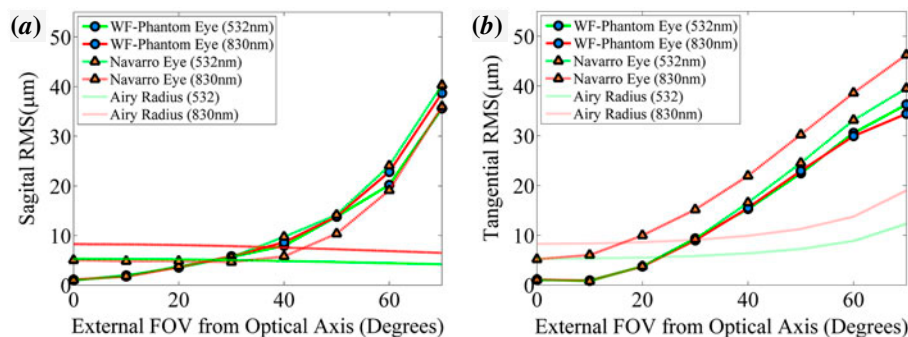 (a)
50
40
30
20
10
0
Sagital RMS(μm)
WF-Phantom Eye (532nm)
WF-Phantom Eye (830nm)
Navarro Eye (532nm)
Navarro Eye (830nm)
Airy Radius (532)
Airy Radius (830nm)
0 20 40 60
External FOV from Optical Axis (Degrees)
(b)
50
40
30
20
10
0
Tangential RMS(μm)
WF-Phantom Eye (532nm)
WF-Phantom Eye (830nm)
Navarro Eye (532nm)
Navarro Eye (830nm)
Airy Radius (532)
Airy Radius (830nm)
0 20 40 60
External FOV from Optical Axis (Degrees)